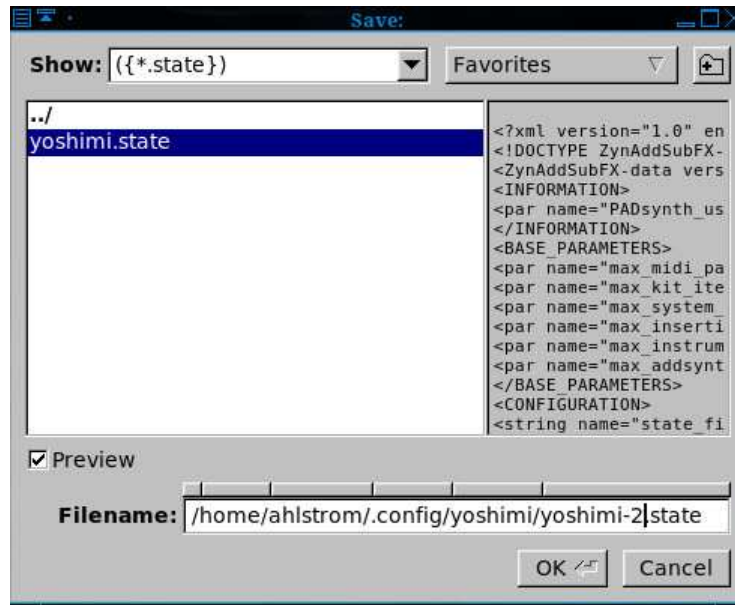 Save:
Show: ({*.state}) Favorites
../
yoshimi.state
<?xml version="1.0" en
<!DOCTYPE ZynAddSubFX-
<ZynAddSubFX-data vers
<INFORMATION>
<par name="PADsynth_us
</INFORMATION>
<BASE_PARAMETERS>
<par name="max_midi_pa
<par name="max_kit_ite
<par name="max_system_
<par name="max_inserti
<par name="max_instrum
<par name="max_addsynt
</BASE_PARAMETERS>
<CONFIGURATION>
<string name="state_fi
Preview
Filename: /home/ahlstrom/.config/yoshimi/yoshimi-2.state
OK Cancel